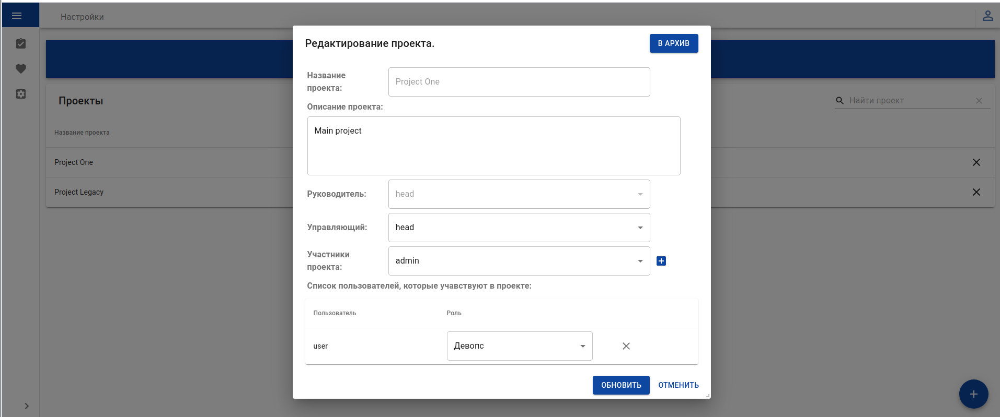 Настройки
Редактирование проекта.
В АРХИВ
Название
проекта:
Project One
Описание проекта:
Main project
Руководитель:
head
Управляющий:
head
Участники
проекта:
admin
Список пользователей, которые учавствуют в проекте:
Пользователь Роль
user Девопс
ОБНОВИТЬ ОТМЕНИТЬ
Проекты
Найти проект
Название проекта
Project One
Project Legacy